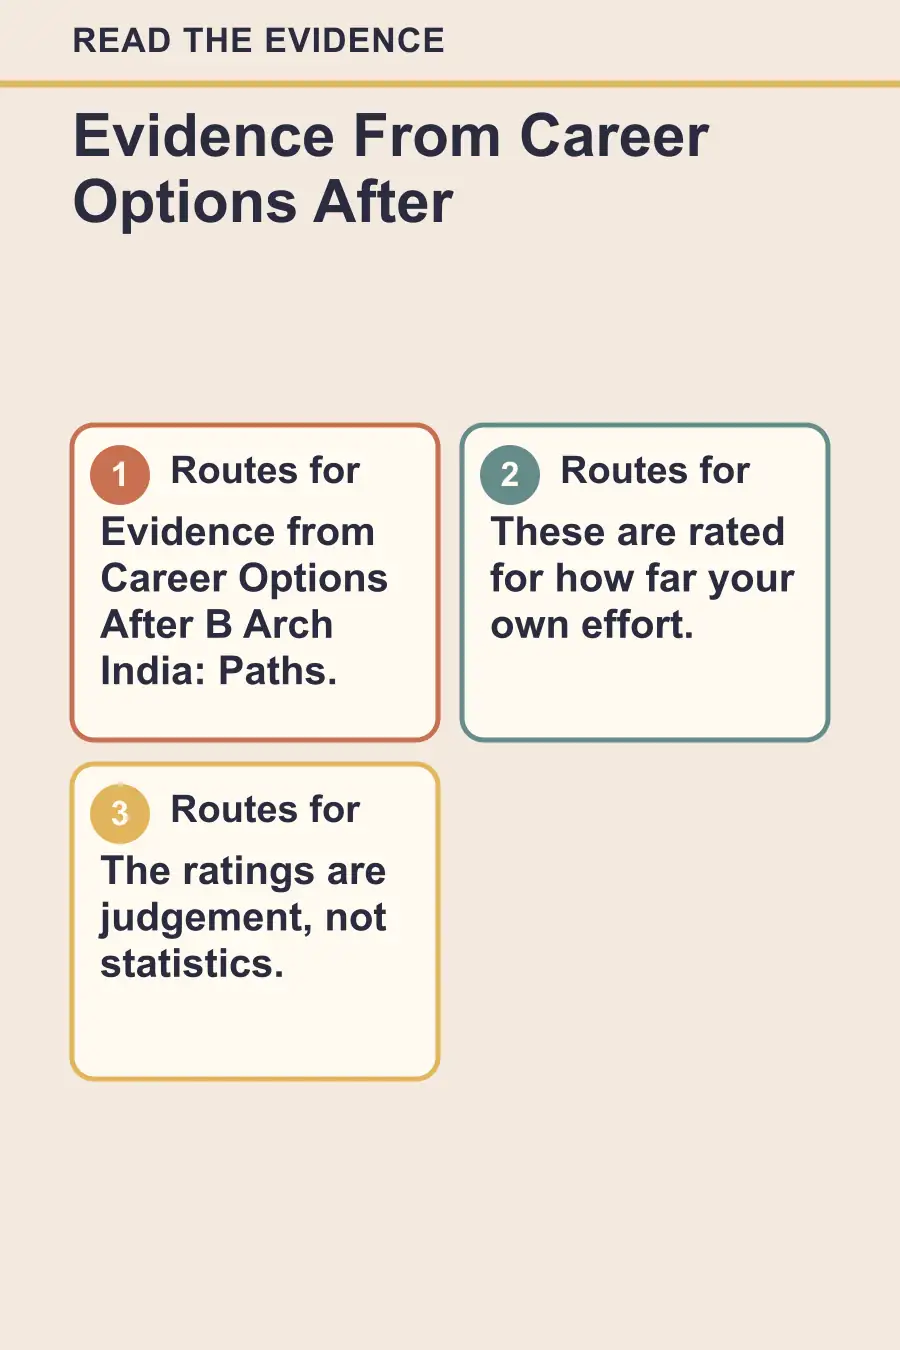 READ THE EVIDENCE
Evidence From Career
Options After
1 Routes for
Evidence from
Career Options
After B Arch
India: Paths.
2 Routes for
These are rated
for how far your
own effort.
3 Routes for
The ratings are
judgement, not
statistics.